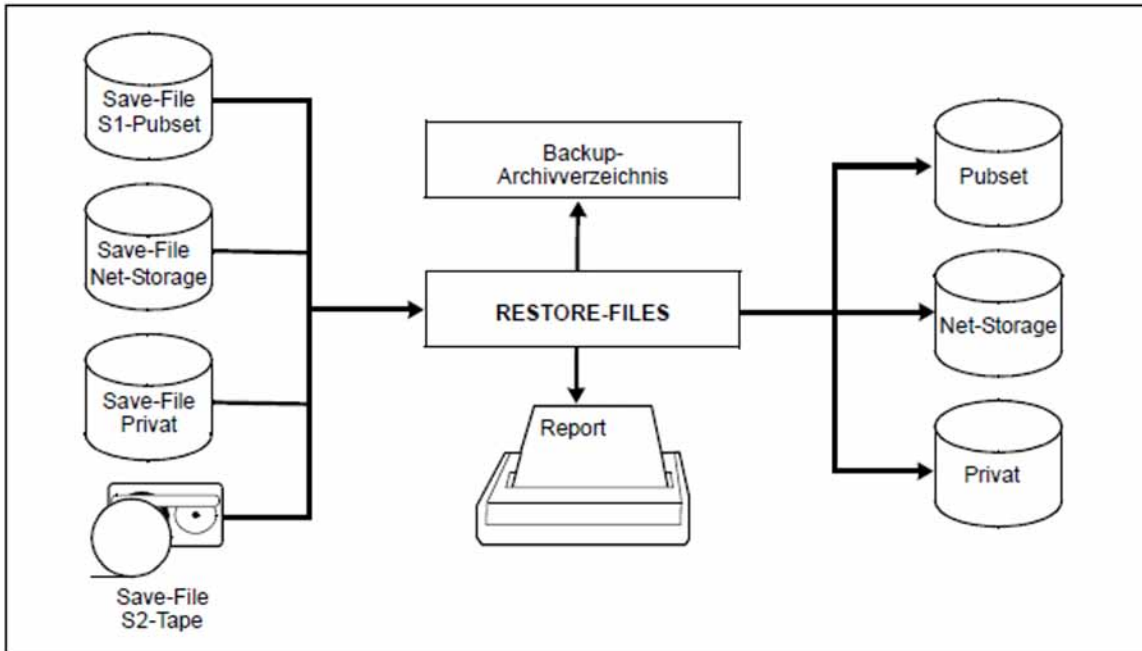 Save-File
S1-Pubset
Save-File
Net-Storage
Save-File
Privat
Save-File
S2-Tape
Backup-
Archivverzeichnis
RESTORE-FILES
Report
Pubset
Net-Storage
Privat